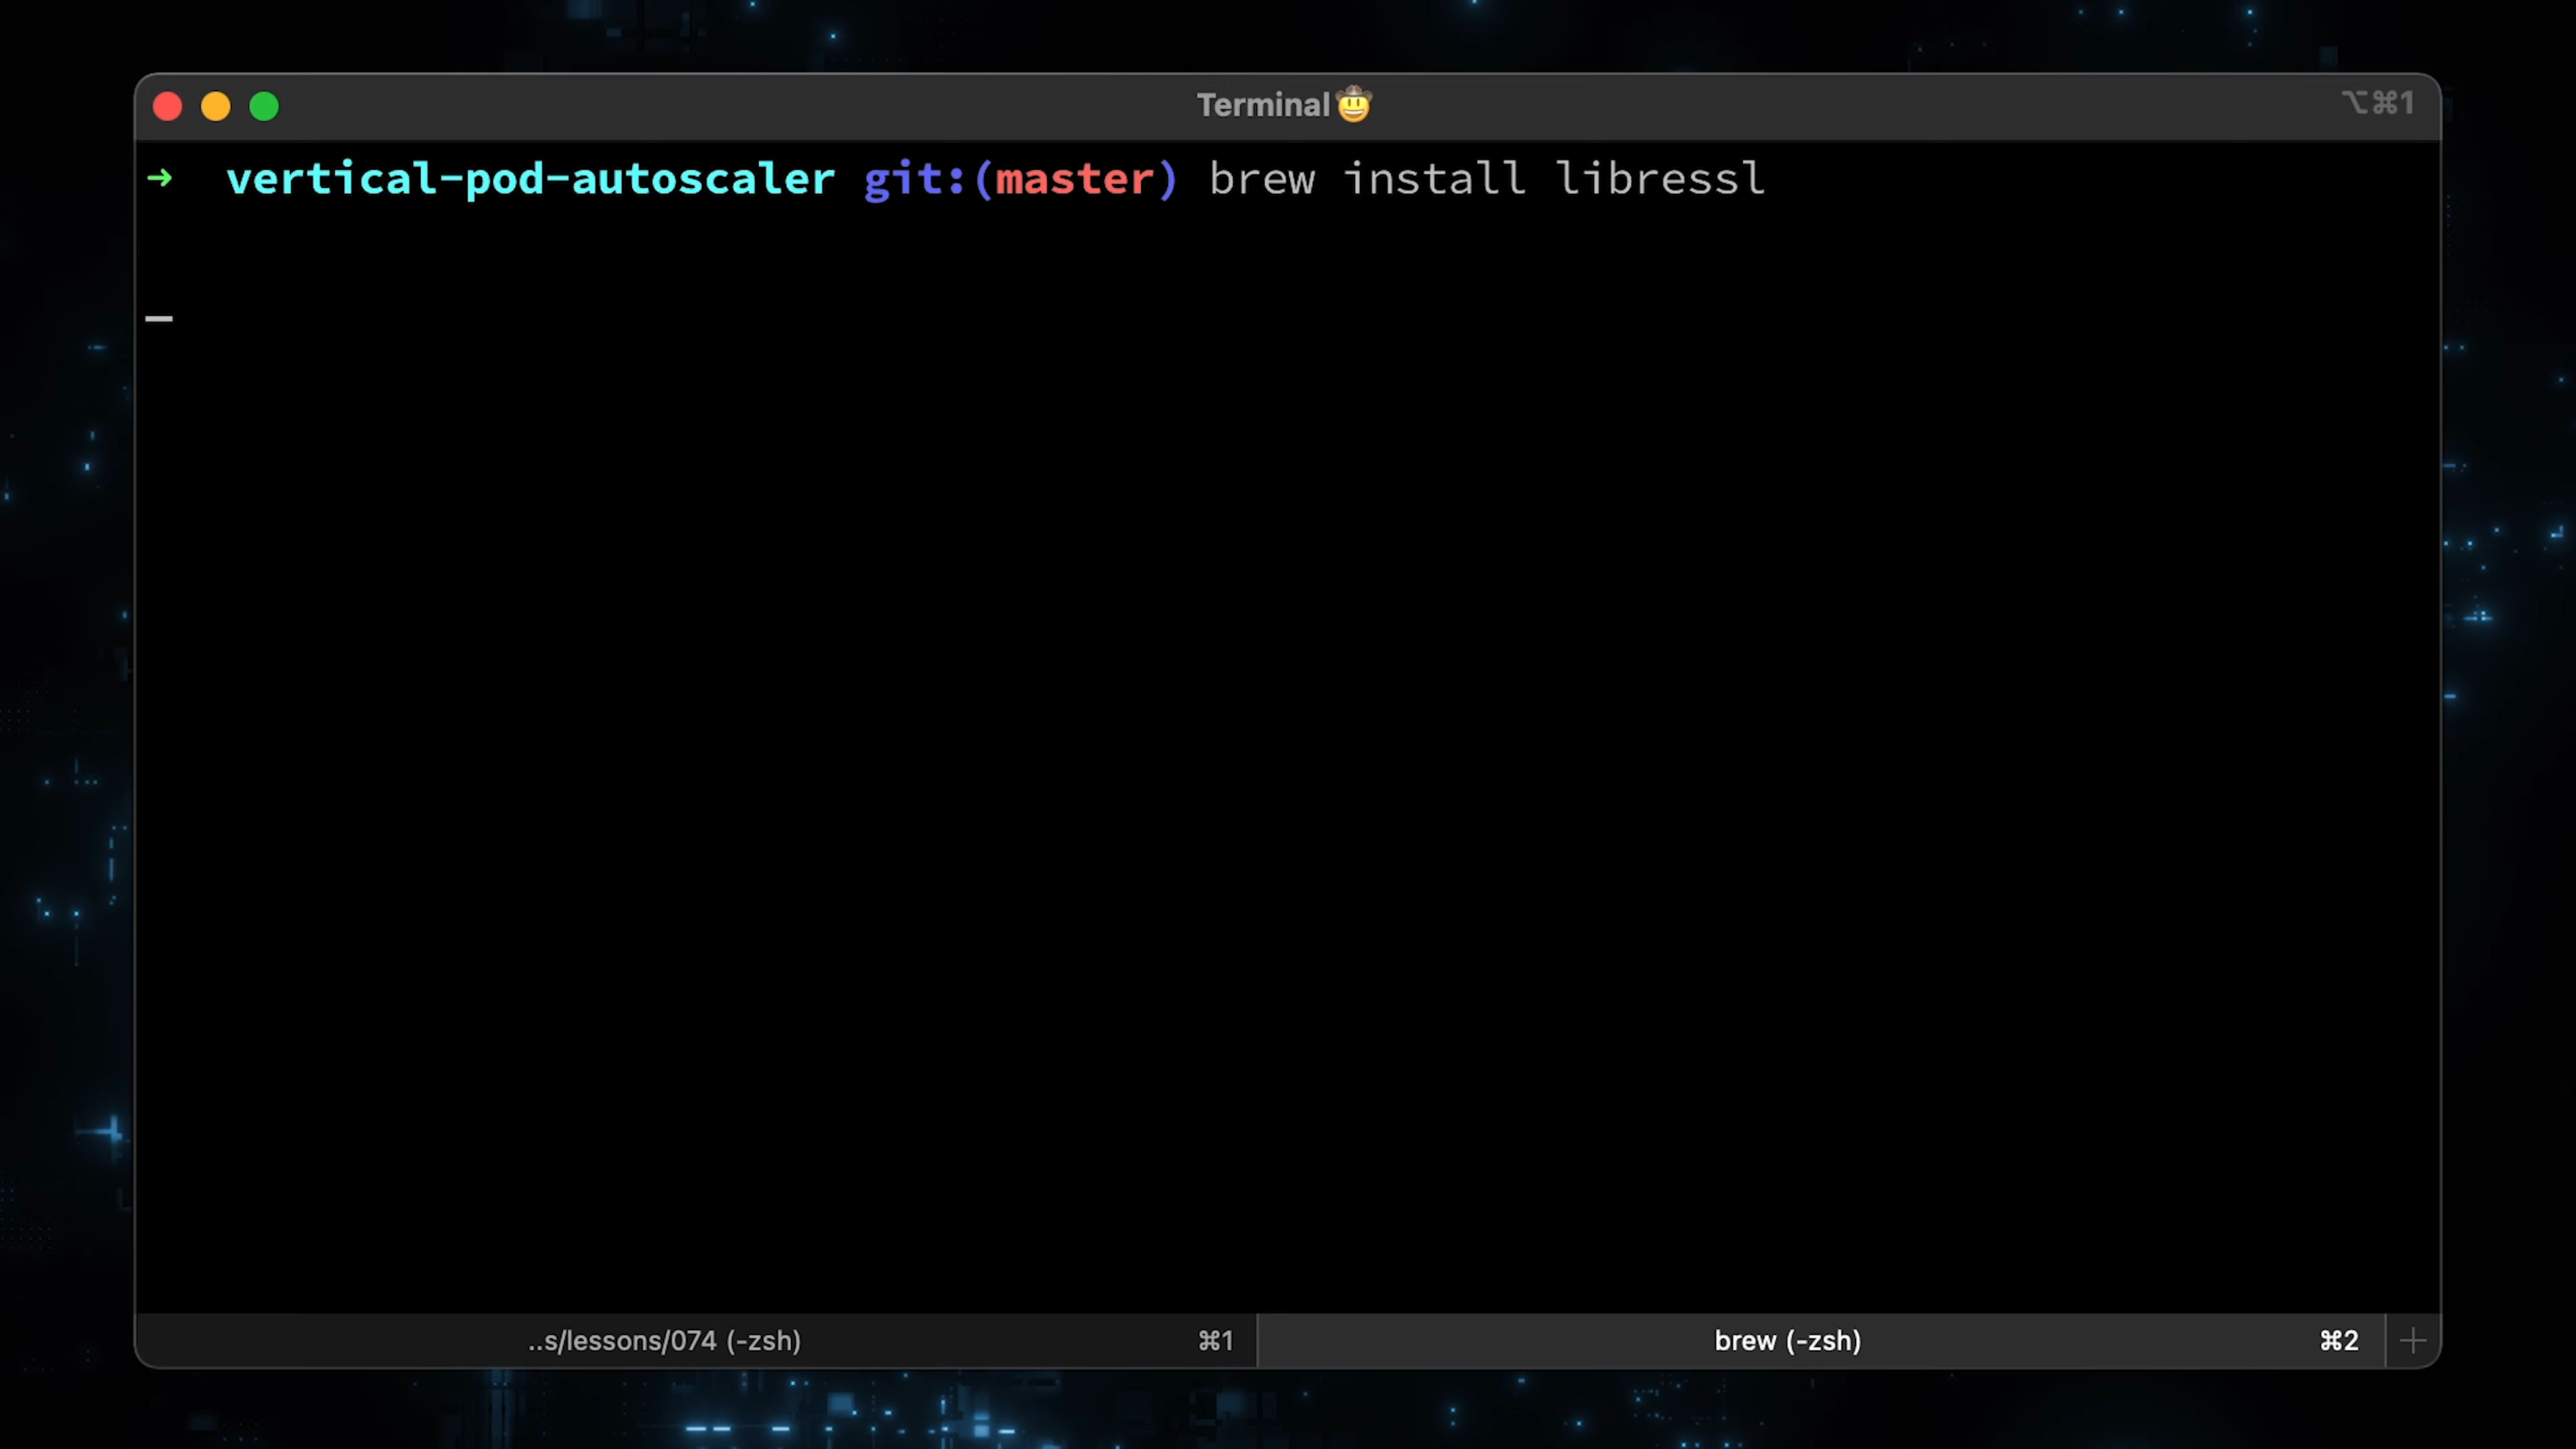 Terminal🤠
⌥⌘1
➜ vertical-pod-autoscaler git:(master) brew install libressl
..s/lessons/074 (-zsh) ⌘1
brew (-zsh) ⌘2